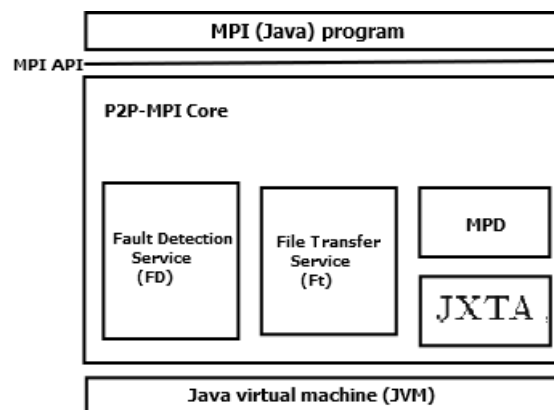 MPI (Java) program
MPI API
P2P-MPI Core
Fault Detection
Service
(FD)
File Transfer
Service
(Ft)
MPD
JXTA
Java virtual machine (JVM)